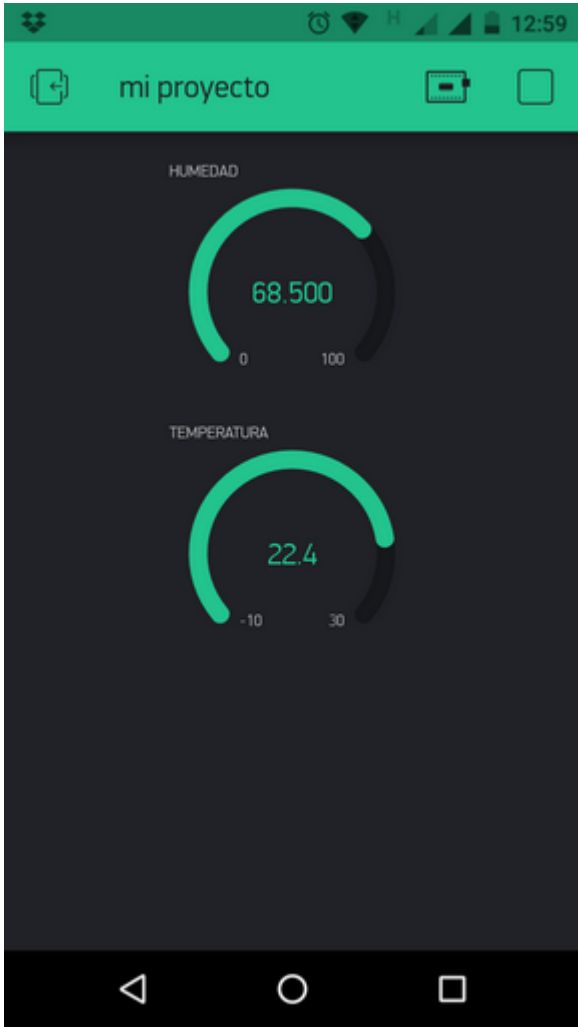 H 12:59
mi proyecto
HUMEDAD
68.500
0 100
TEMPERATURA
22.4
-10 30